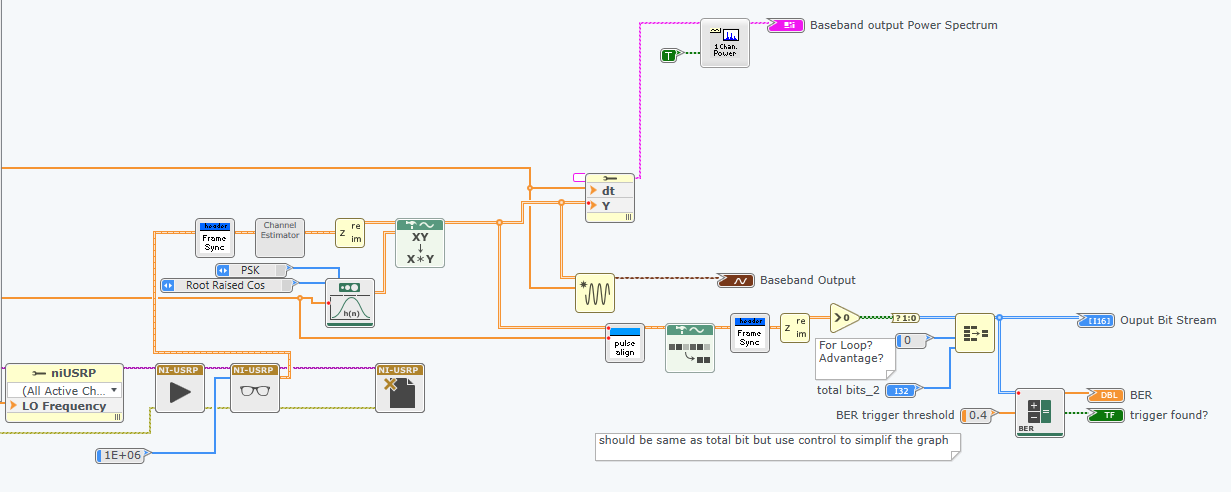 Baseband output Power Spectrum
1 Chan.
Power
T
dt
Y
header
Frame
Sync
Channel
Estimator
z
re
im
XY
X*Y
PSK
Root Raised Cos
h(n)
Baseband Output
pulse
align
header
Frame
Sync
z
re
im
>0
? 1:0
[I16]
Ouput Bit Stream
For Loop?
Advantage?
0
total bits_2
I32
niUSRP
(All Active Ch...
LO Frequency
NI-USRP
NI-USRP
NI-USRP
BER trigger threshold
0.4
BER
DBL
BER
TF
trigger found?
1E+06
should be same as total bit but use control to simplif the graph